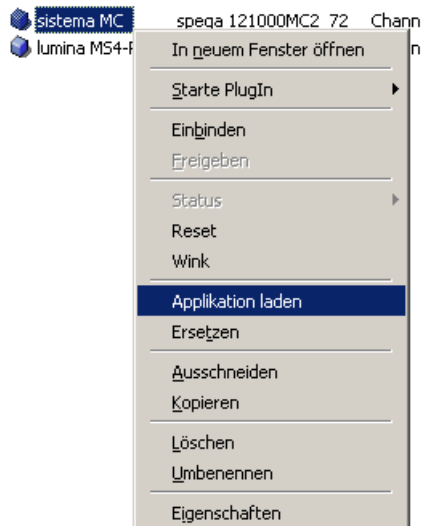 sistema MC speqa 121000MC2_72 Chann
lumina MS4-F n
In neuem Fenster öffnen
Starte PlugIn
Einbinden
Freigeben
Status
Reset
Wink
Applikation laden
Ersetzen
Ausschneiden
Kopieren
Löschen
Umbenennen
Eigenschaften